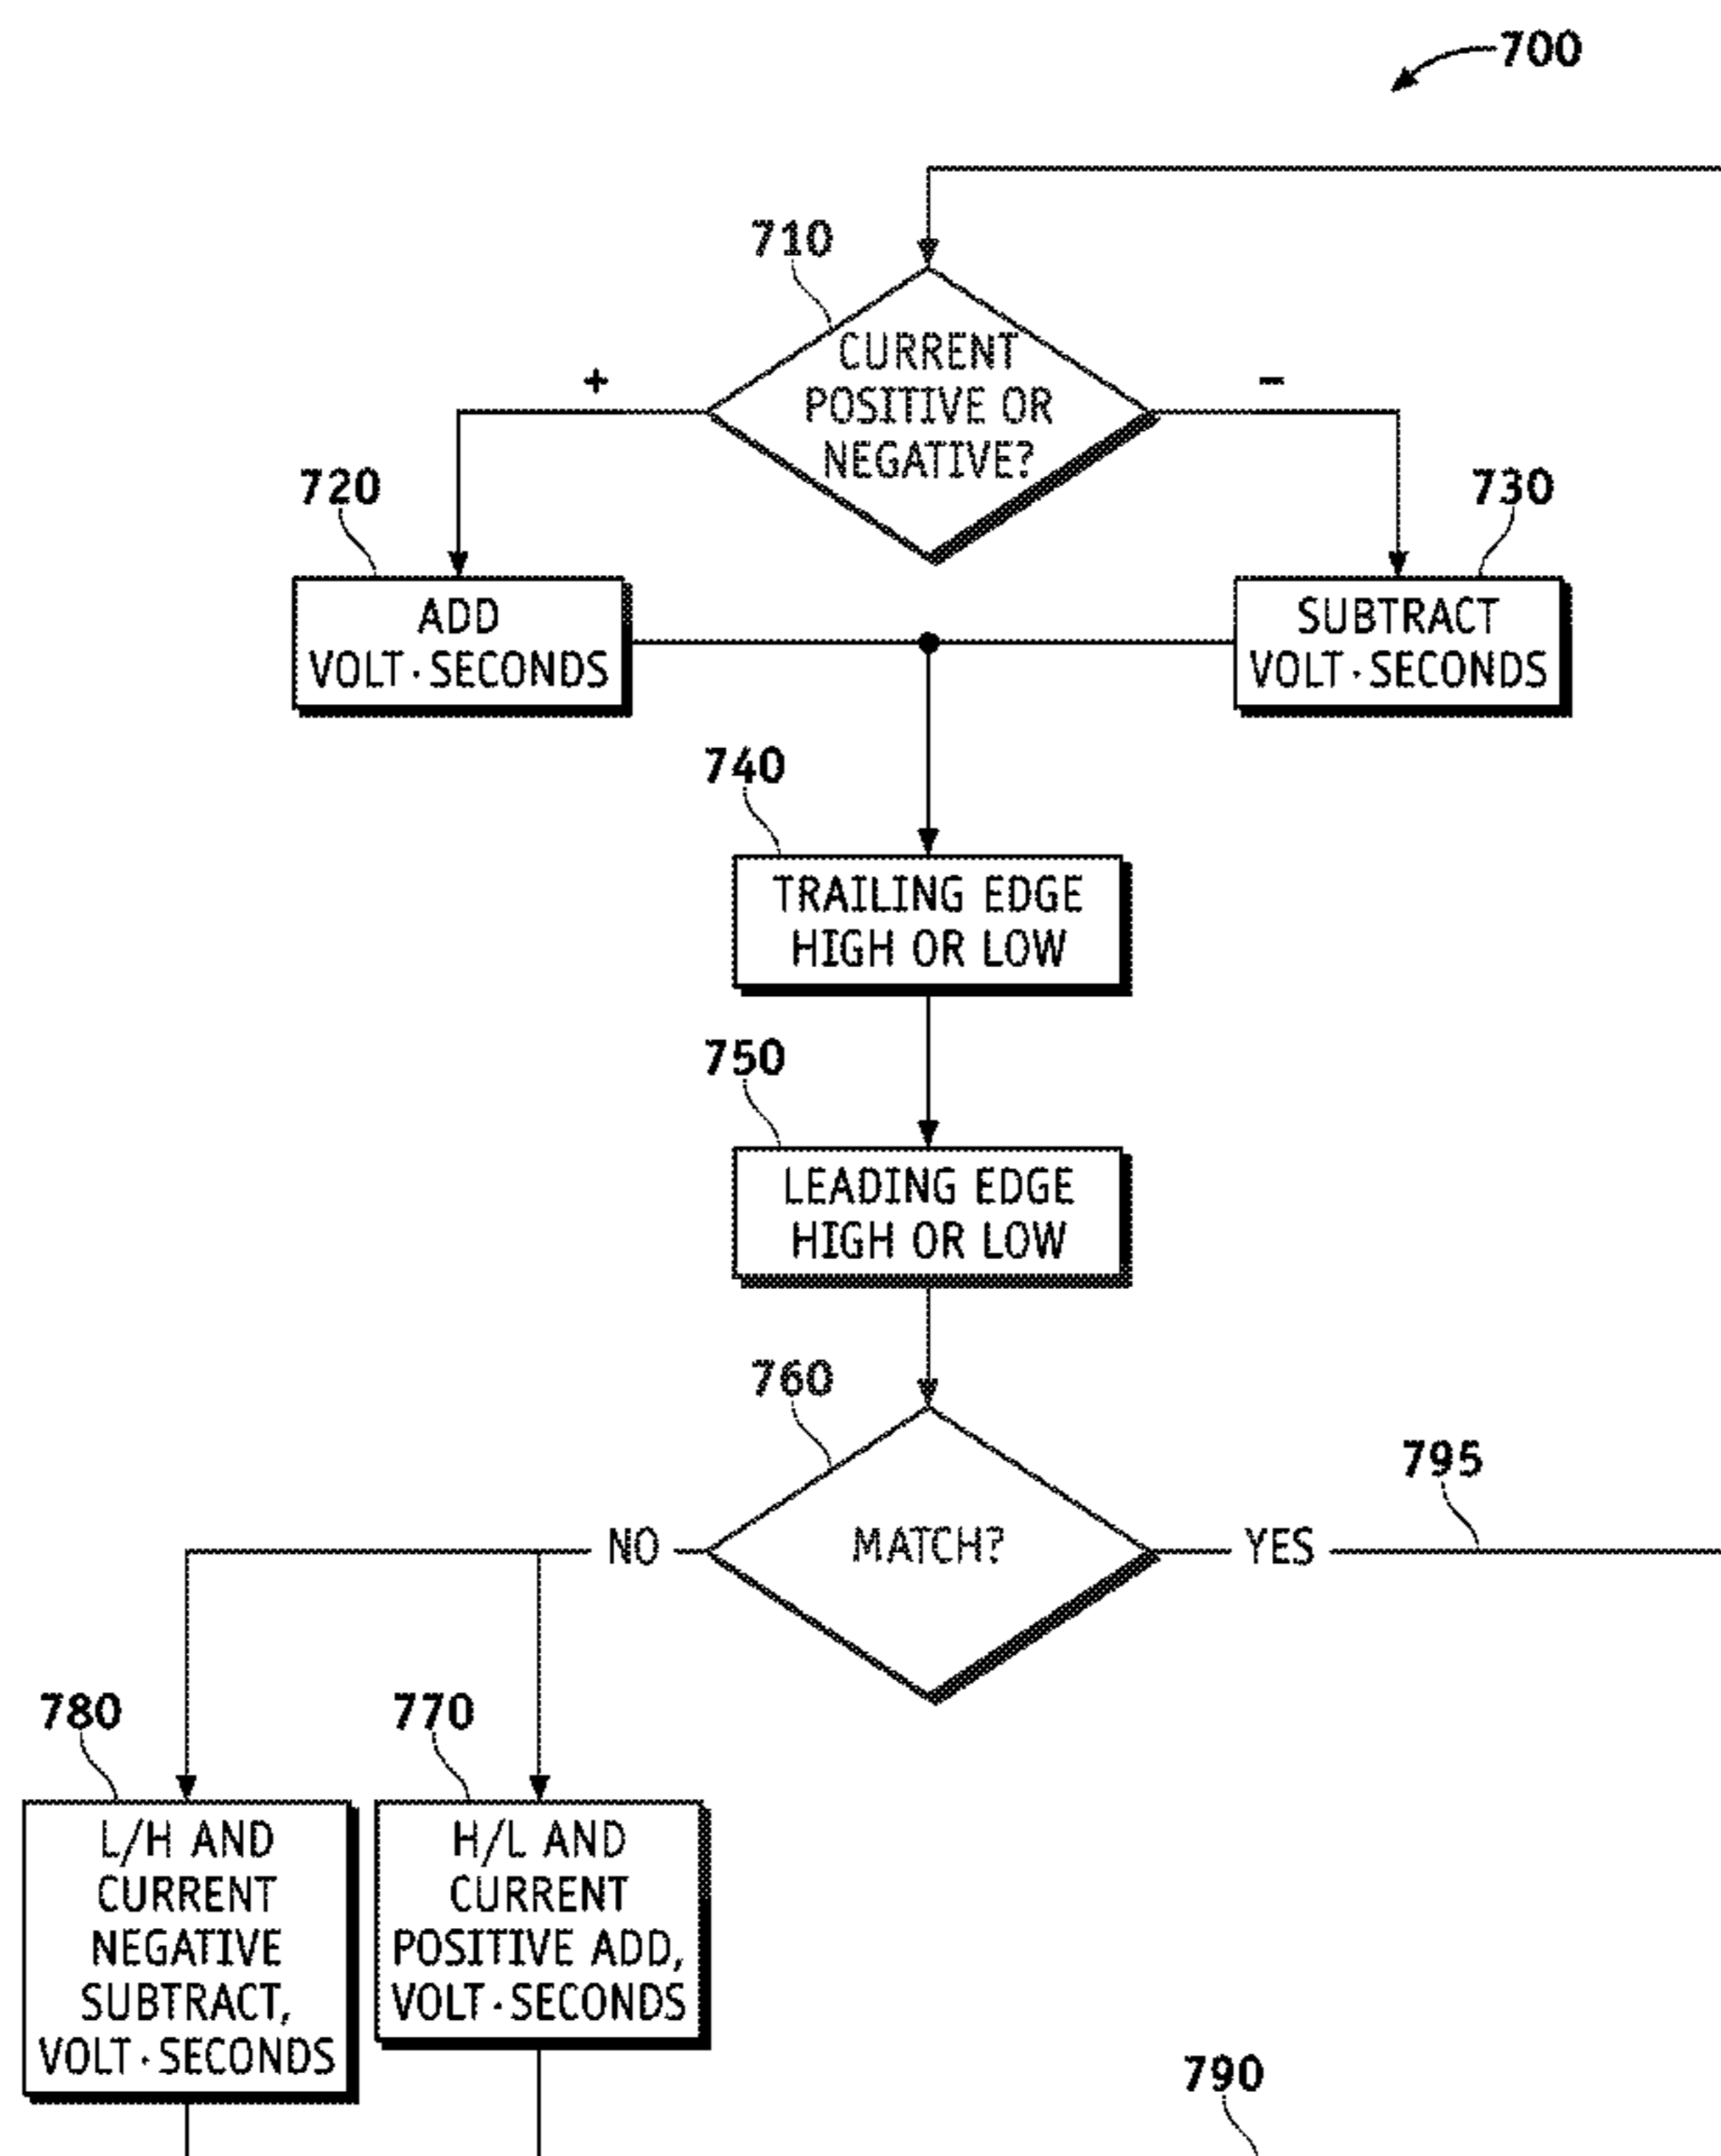 700
710
CURRENT
POSITIVE OR
NEGATIVE?
+
−
720
730
ADD
VOLT·SECONDS
SUBTRACT
VOLT·SECONDS
740
TRAILING EDGE
HIGH OR LOW
750
LEADING EDGE
HIGH OR LOW
760
MATCH?
NO
YES
795
780
770
L/H AND
CURRENT
NEGATIVE
SUBTRACT,
VOLT·SECONDS
H/L AND
CURRENT
POSITIVE ADD,
VOLT·SECONDS
790